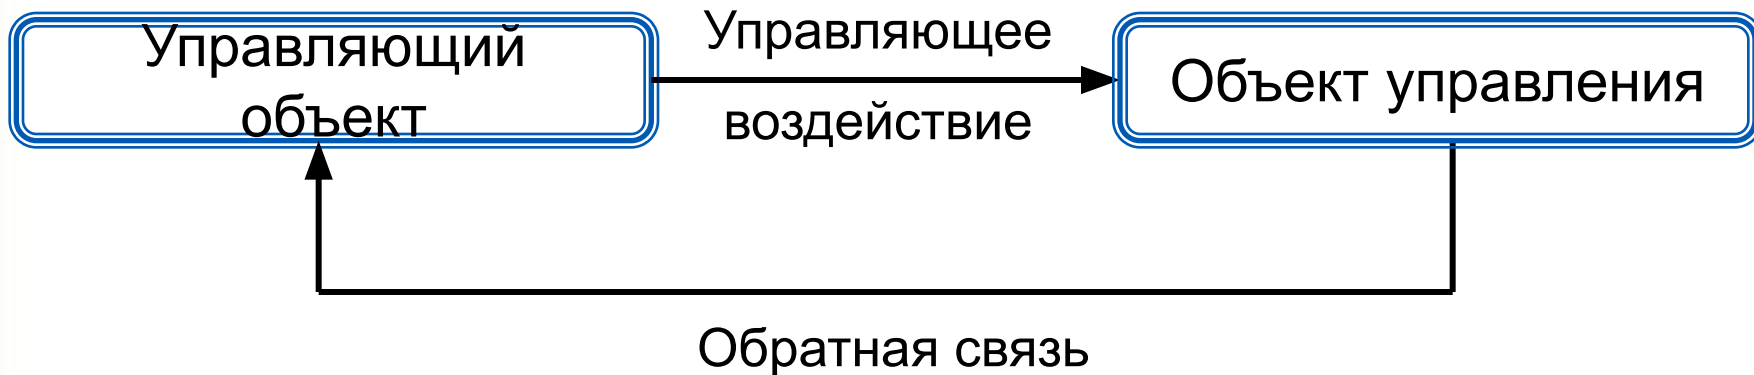 Управляющий
объект
Управляющее
воздействие
Объект управления
Обратная связь